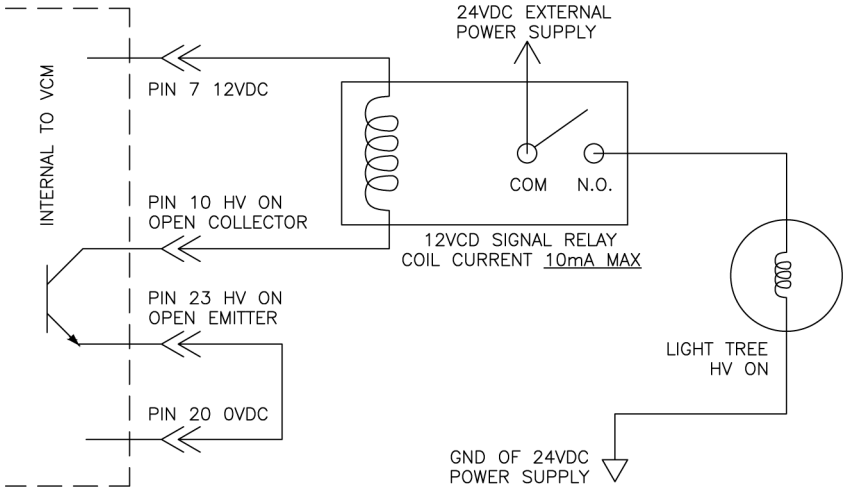 24VDC EXTERNAL
POWER SUPPLY
INTERNAL TO VCM
PIN 7 12VDC
COM
N.O.
PIN 10 HV ON
OPEN COLLECTOR
12VCD SIGNAL RELAY
COIL CURRENT 10mA MAX
PIN 23 HV ON
OPEN EMITTER
LIGHT TREE
HV ON
PIN 20 0VDC
GND OF 24VDC
POWER SUPPLY